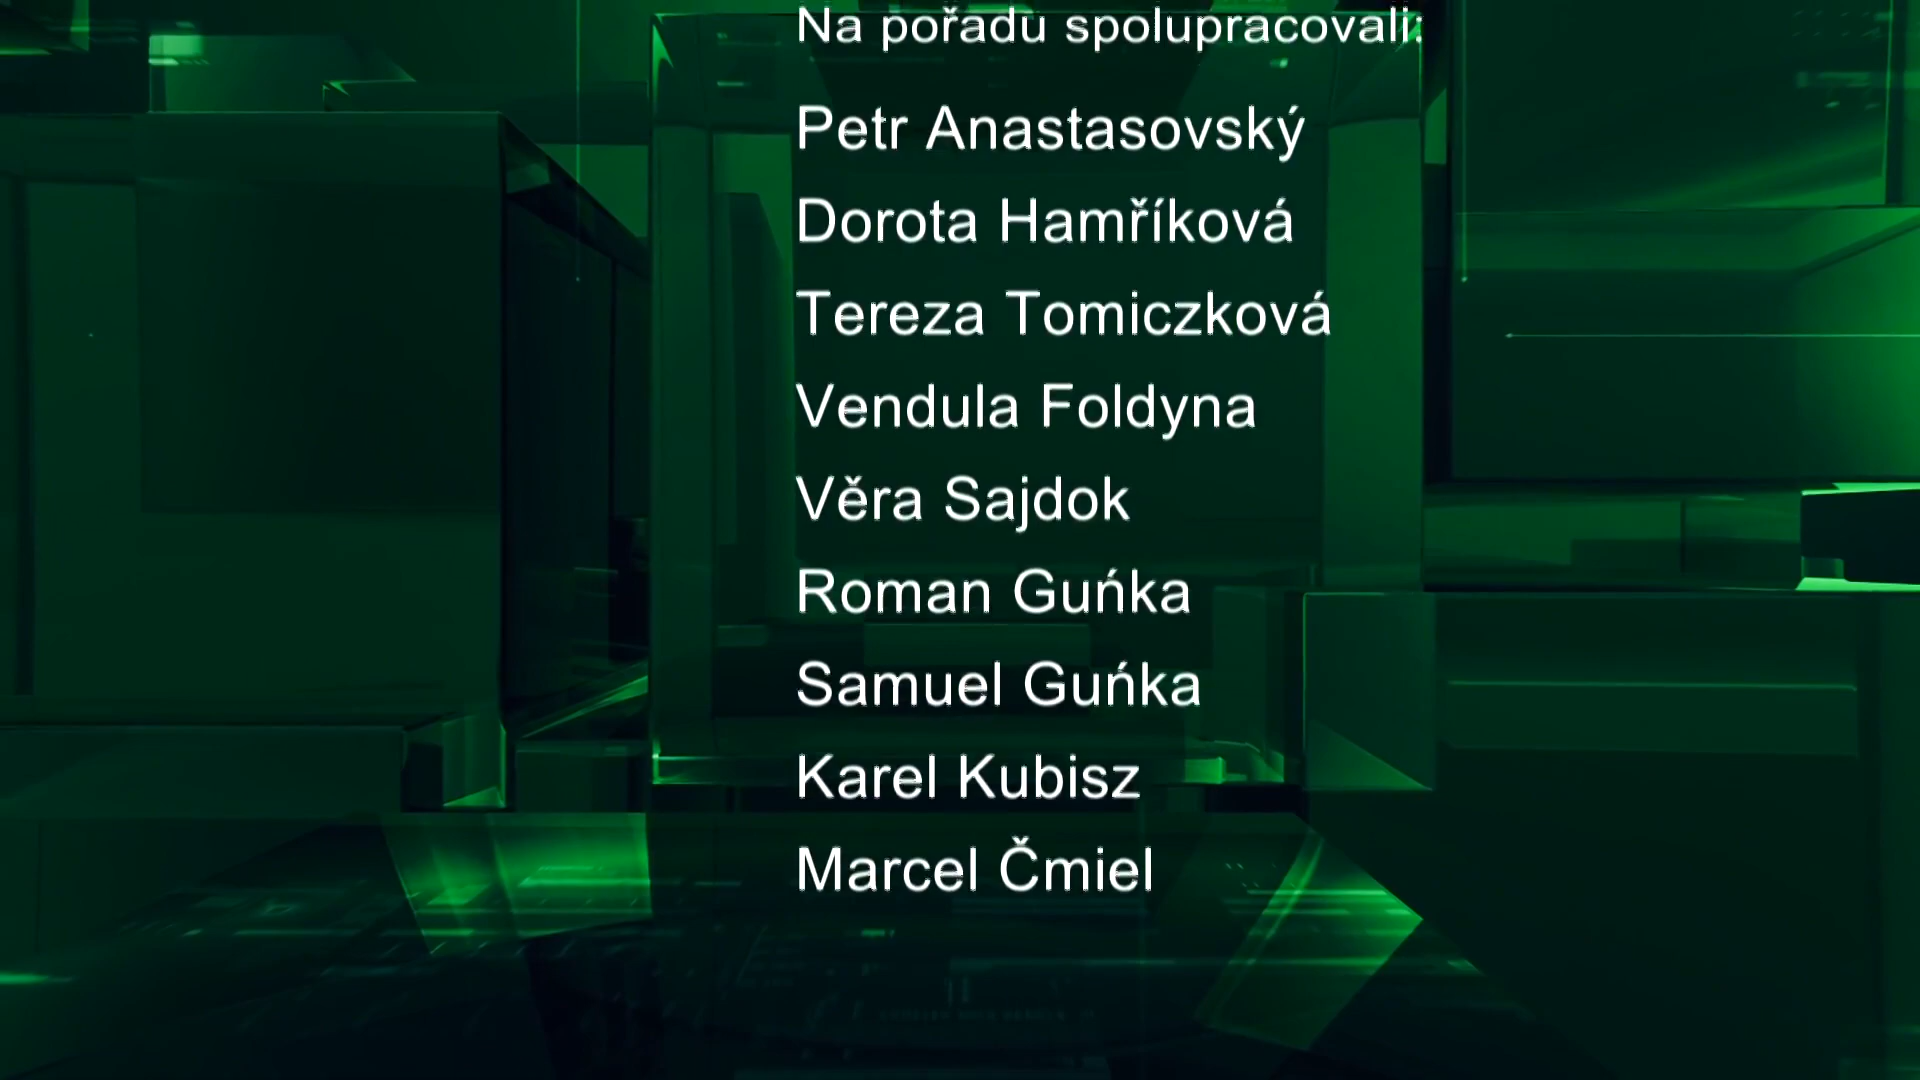 Na pořadu spolupracovali:
Petr Anastasovský
Dorota Hamříková
Tereza Tomiczková
Vendula Foldyna
Věra Sajdok
Roman Guńka
Samuel Guńka
Karel Kubisz
Marcel Čmiel